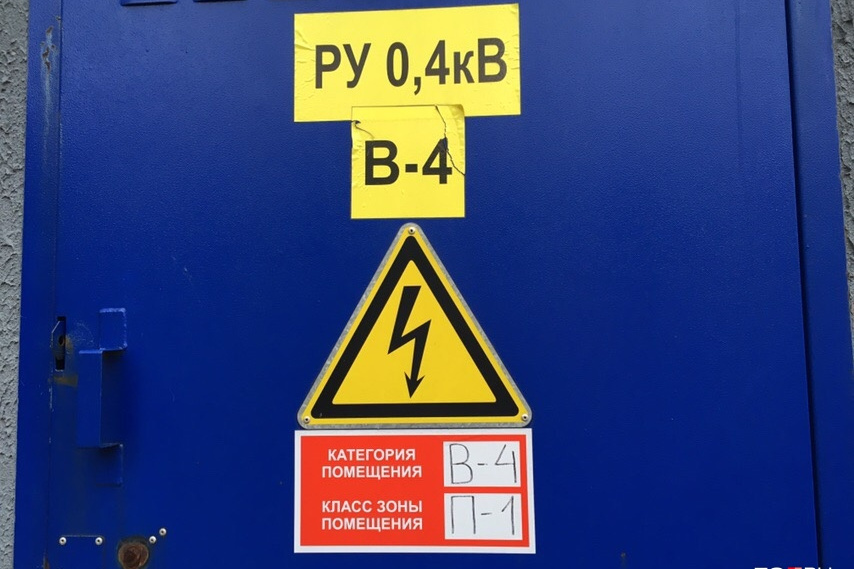 РУ 0,4кВ
В-4
КАТЕГОРИЯ
ПОМЕЩЕНИЯ
В-4
КЛАСС ЗОНЫ
ПОМЕЩЕНИЯ
П-1